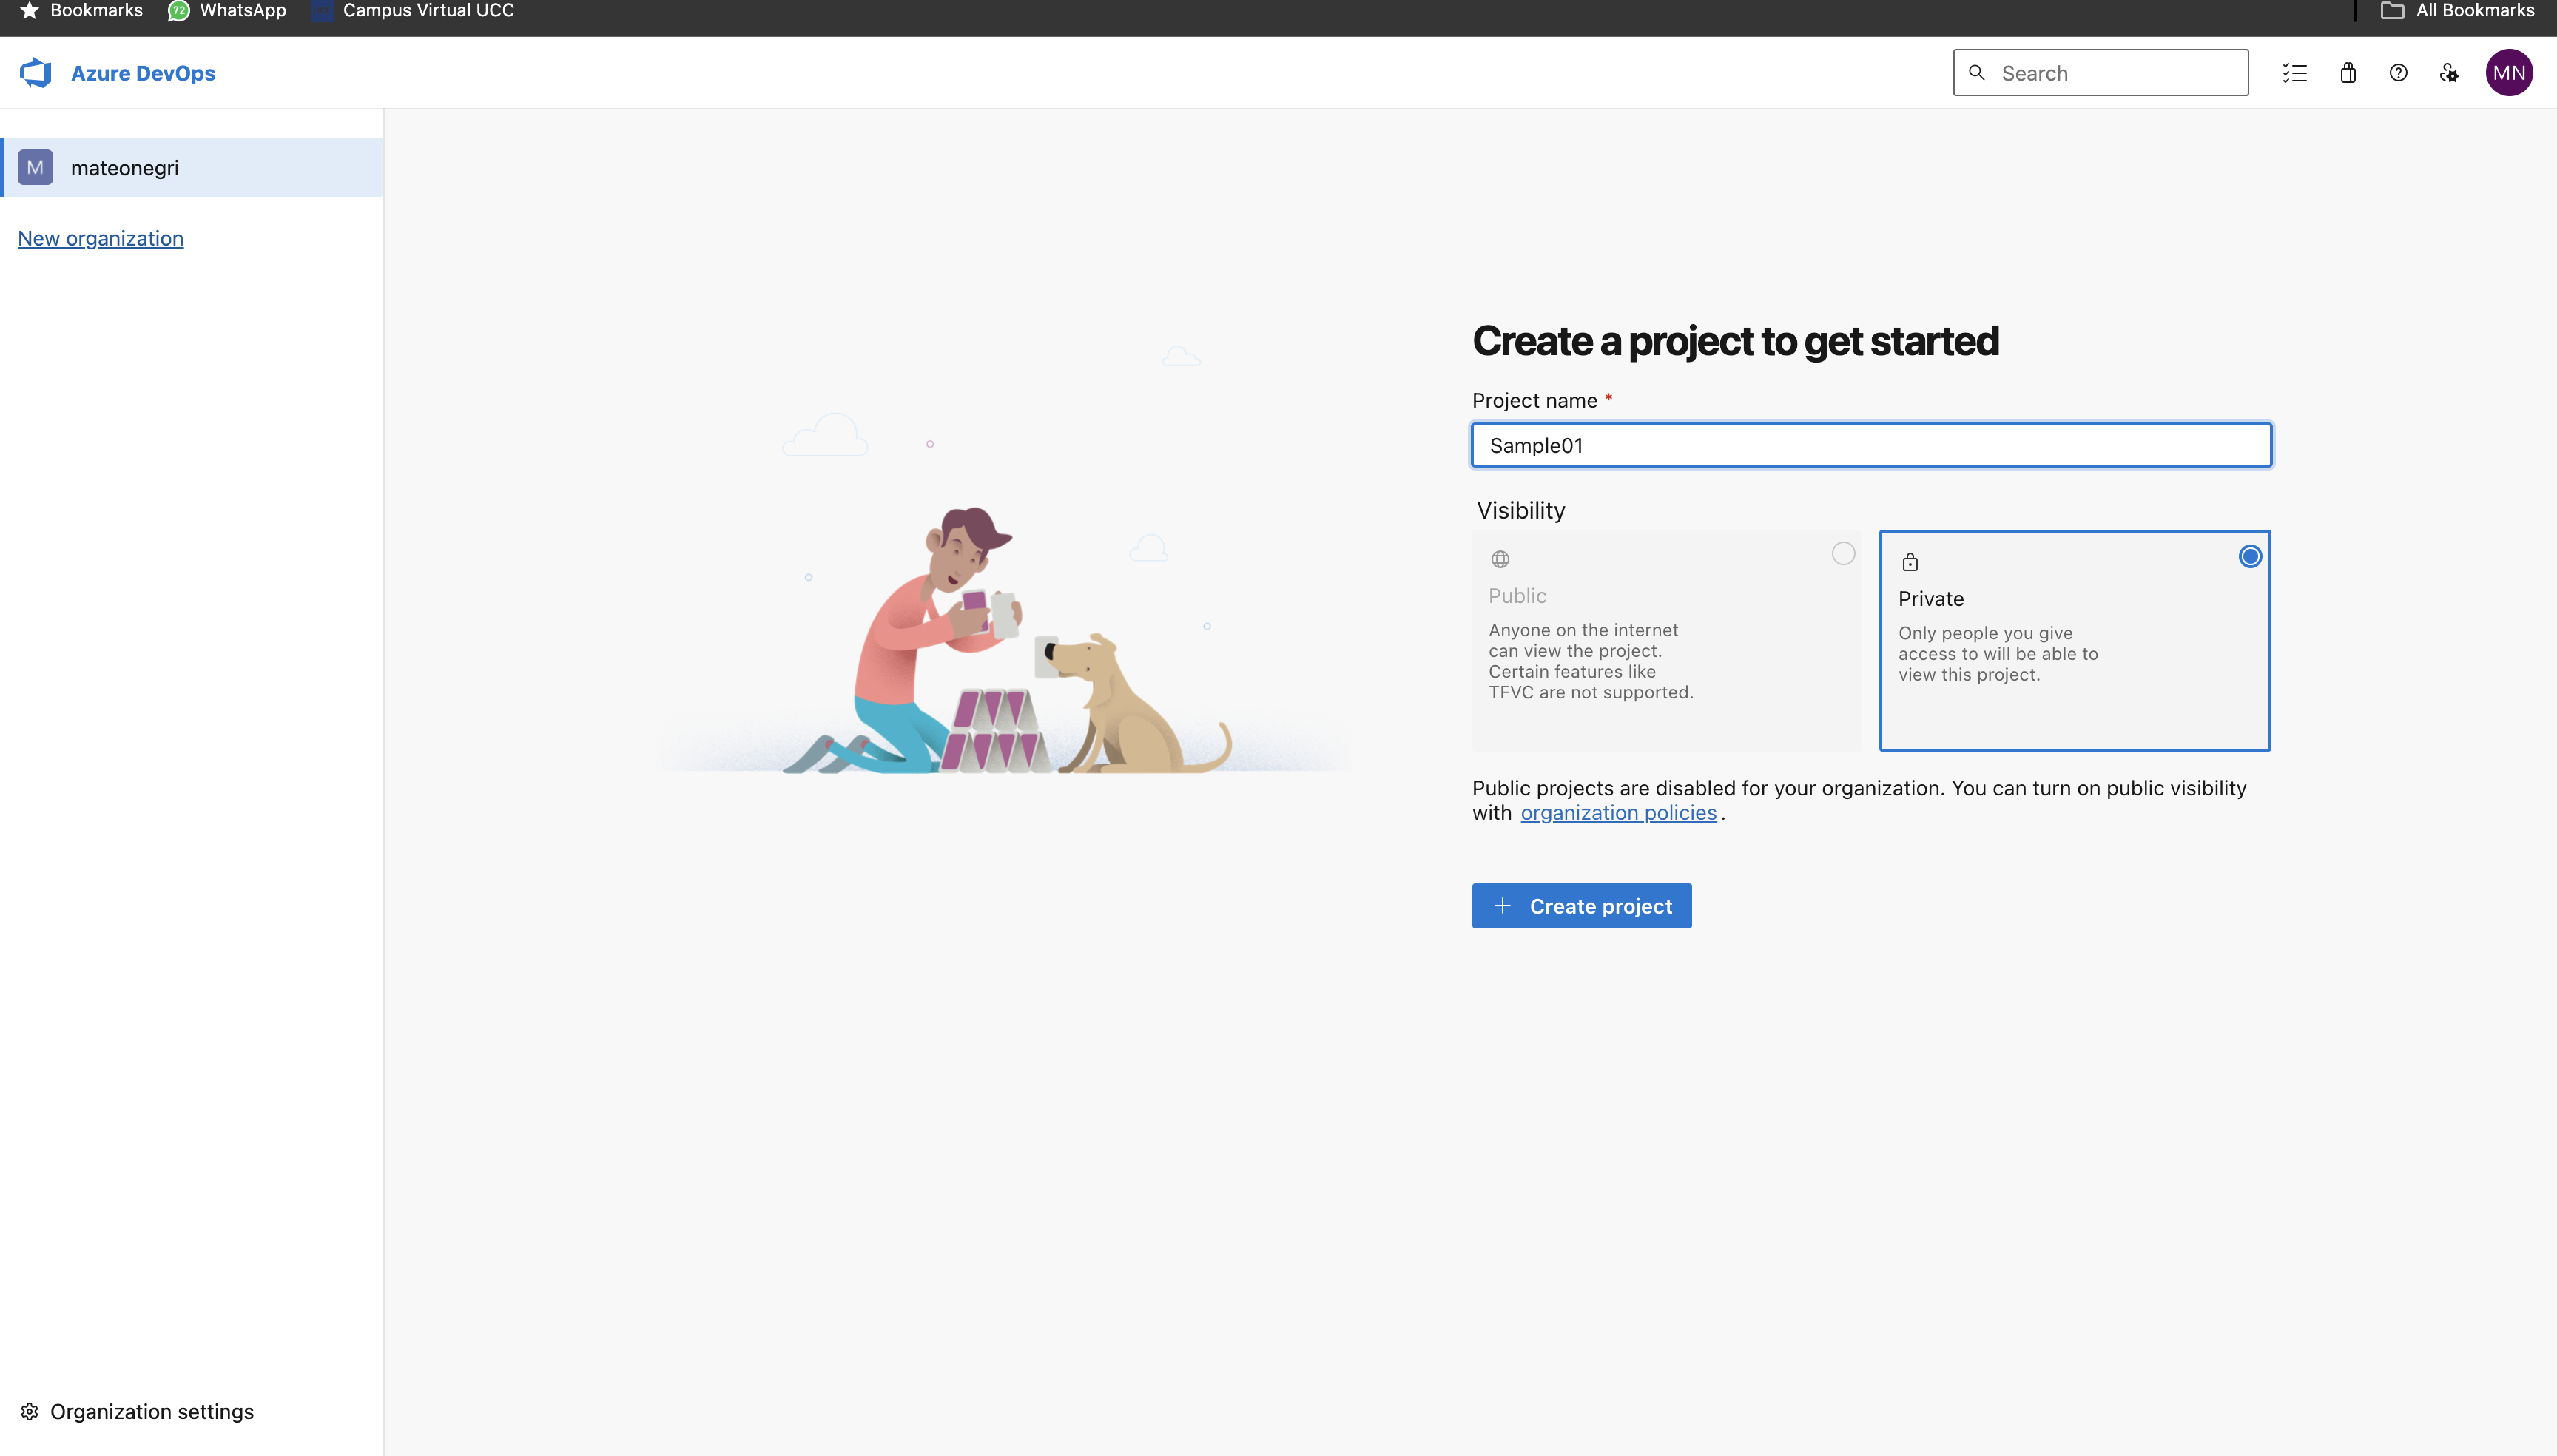 Bookmarks
72
WhatsApp
Campus Virtual UCC
All Bookmarks
Azure DevOps
Search
MN
M
mateonegri
New organization
Create a project to get started
Project name *
Sample01
Visibility
Public
Anyone on the internet
can view the project.
Certain features like
TFVC are not supported.
Private
Only people you give
access to will be able to
view this project.
Public projects are disabled for your organization. You can turn on public visibility
with organization policies.
Create project
Organization settings